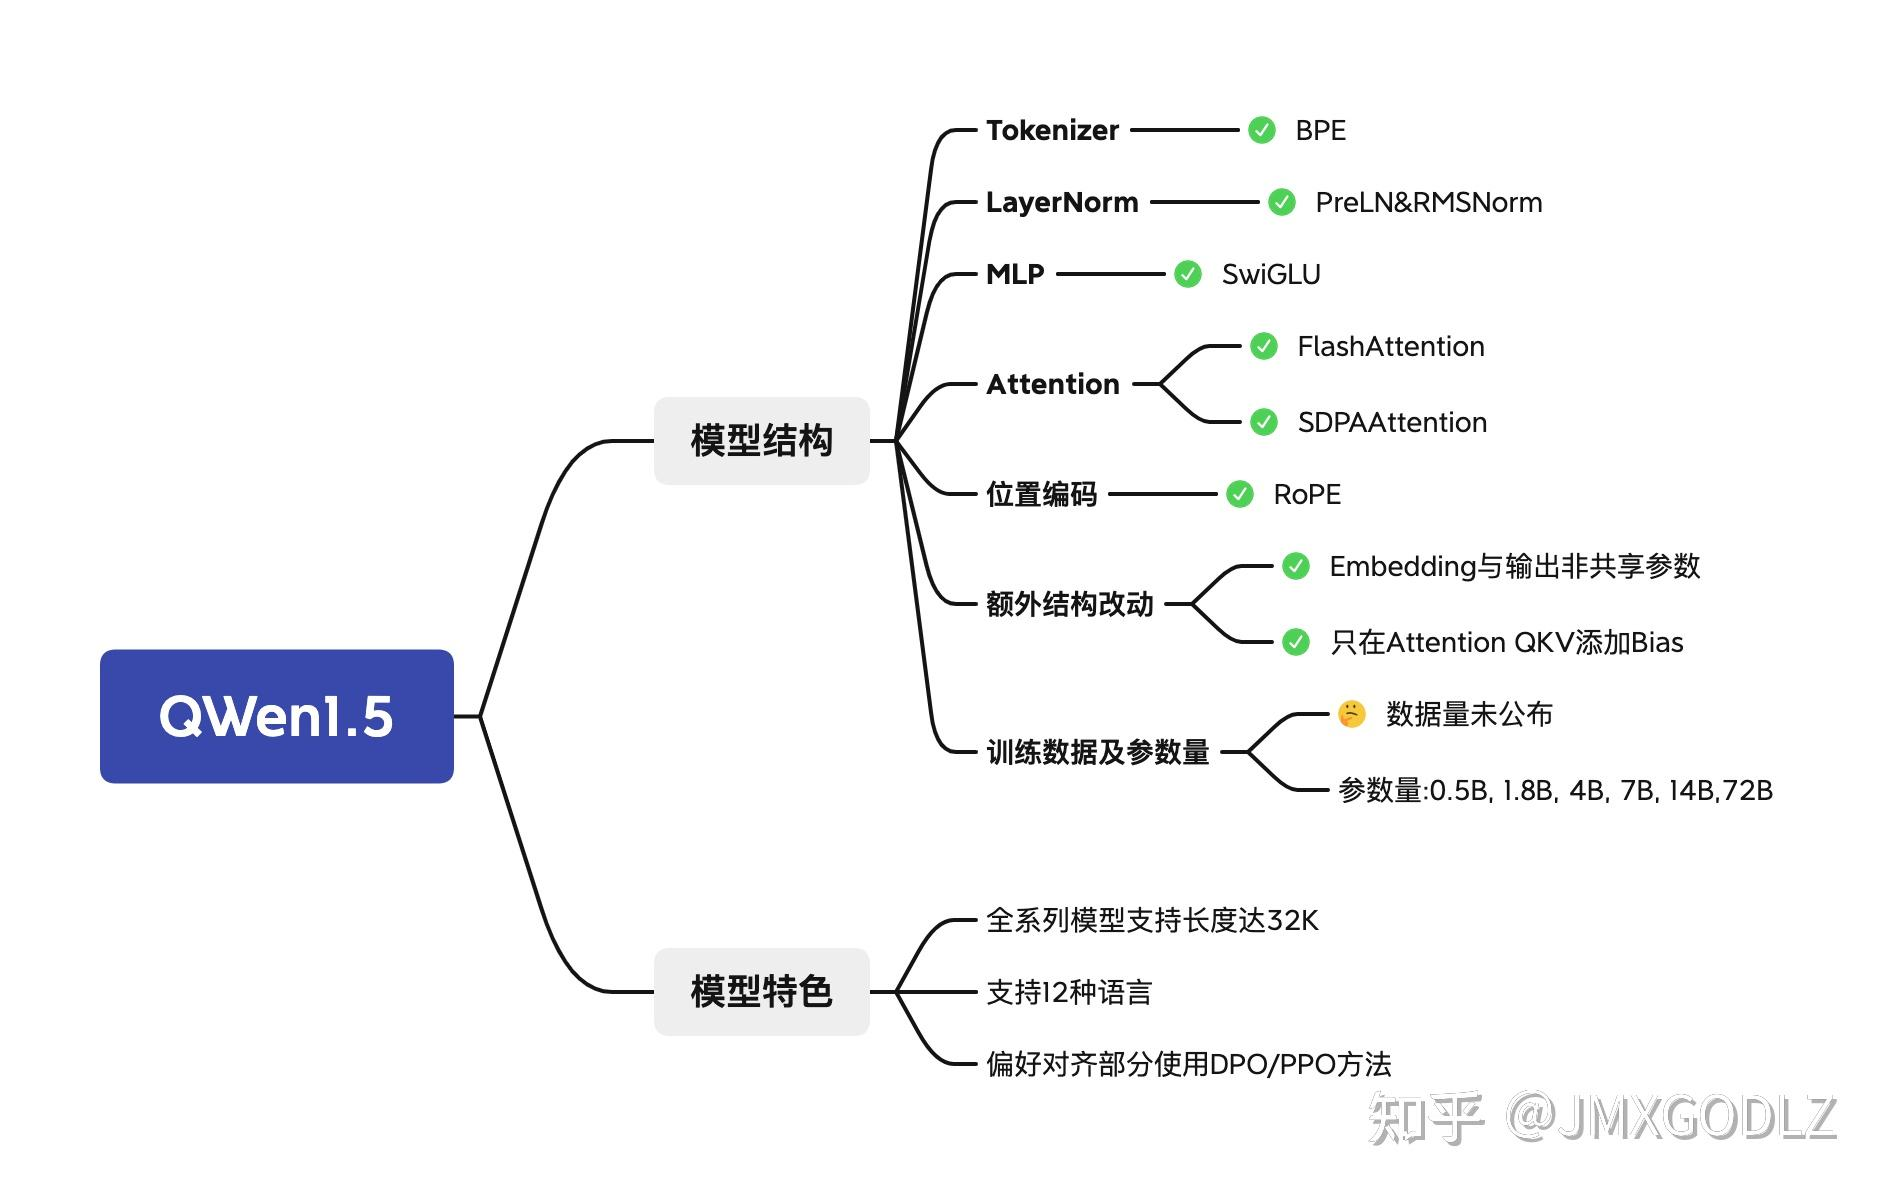 QWen1.5
模型结构
Tokenizer
BPE
LayerNorm
PreLN&RMSNorm
MLP
SwiGLU
Attention
FlashAttention
SDPAAttention
位置编码
RoPE
额外结构改动
Embedding与输出非共享参数
只在Attention QKV添加Bias
训练数据及参数量
数据量未公布
参数量:0.5B, 1.8B, 4B, 7B, 14B,72B
模型特色
全系列模型支持长度达32K
支持12种语言
偏好对齐部分使用DPO/PPO方法
知乎 @JMXGODLZ